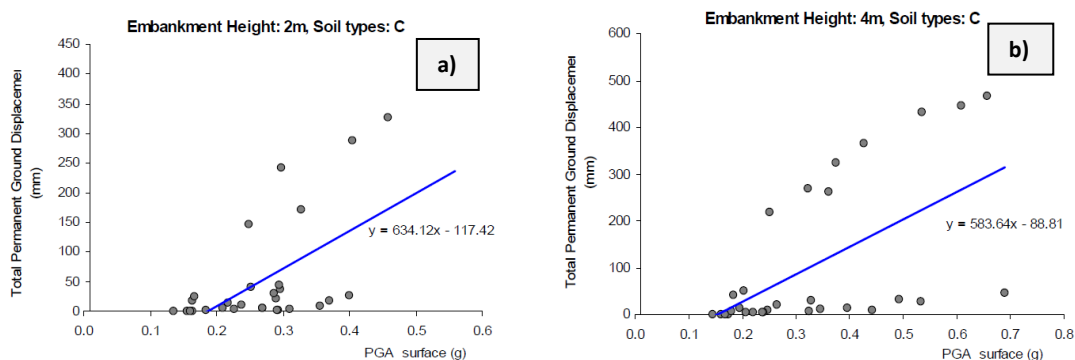 Embankment Height: 2m, Soil types: C
a)
Total Permanent Ground Displacemer
(mm)
450
400
350
300
250
200
150
100
50
0
y = 634.12x - 117.42
0.0 0.1 0.2 0.3 0.4 0.5 0.6
PGA surface (g)
Embankment Height: 4m, Soil types: C
b)
Total Permanent Ground Displacemer
(mm)
600
500
400
300
200
100
0
y = 583.64x - 88.81
0.0 0.1 0.2 0.3 0.4 0.5 0.6 0.7 0.8
PGA surface (g)